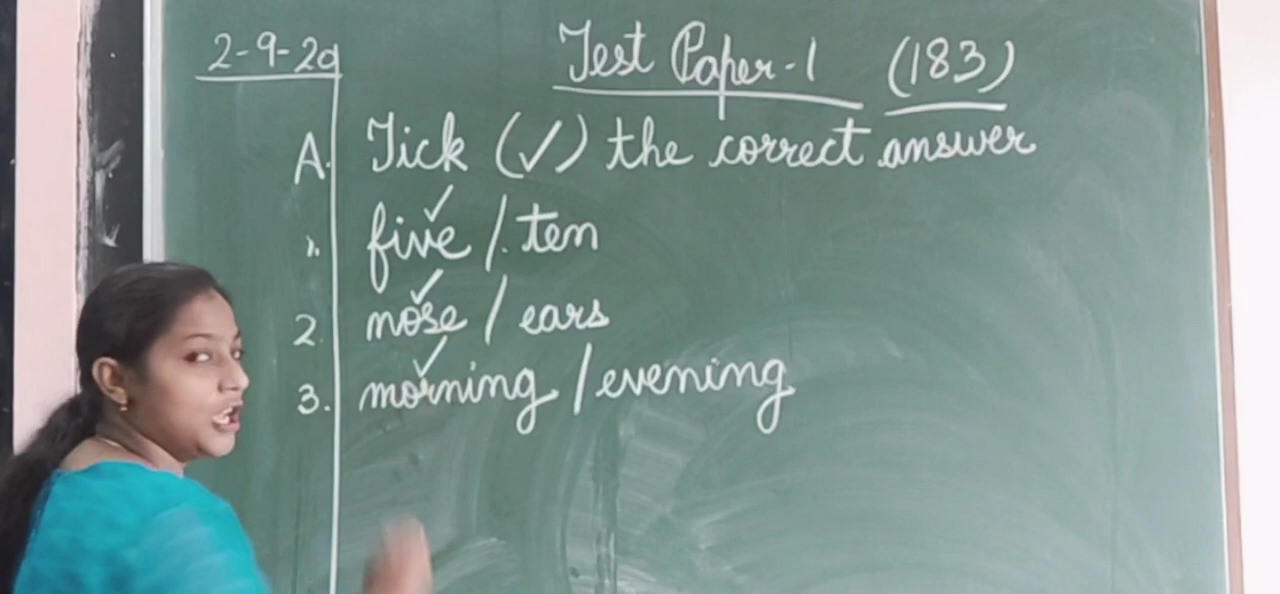 2-9-20
Test Paper-1 (183)
A. Tick (✓) the correct answer
1. five ✓ / ten
2. nose ✓ / ears
3. morning ✓ / evening